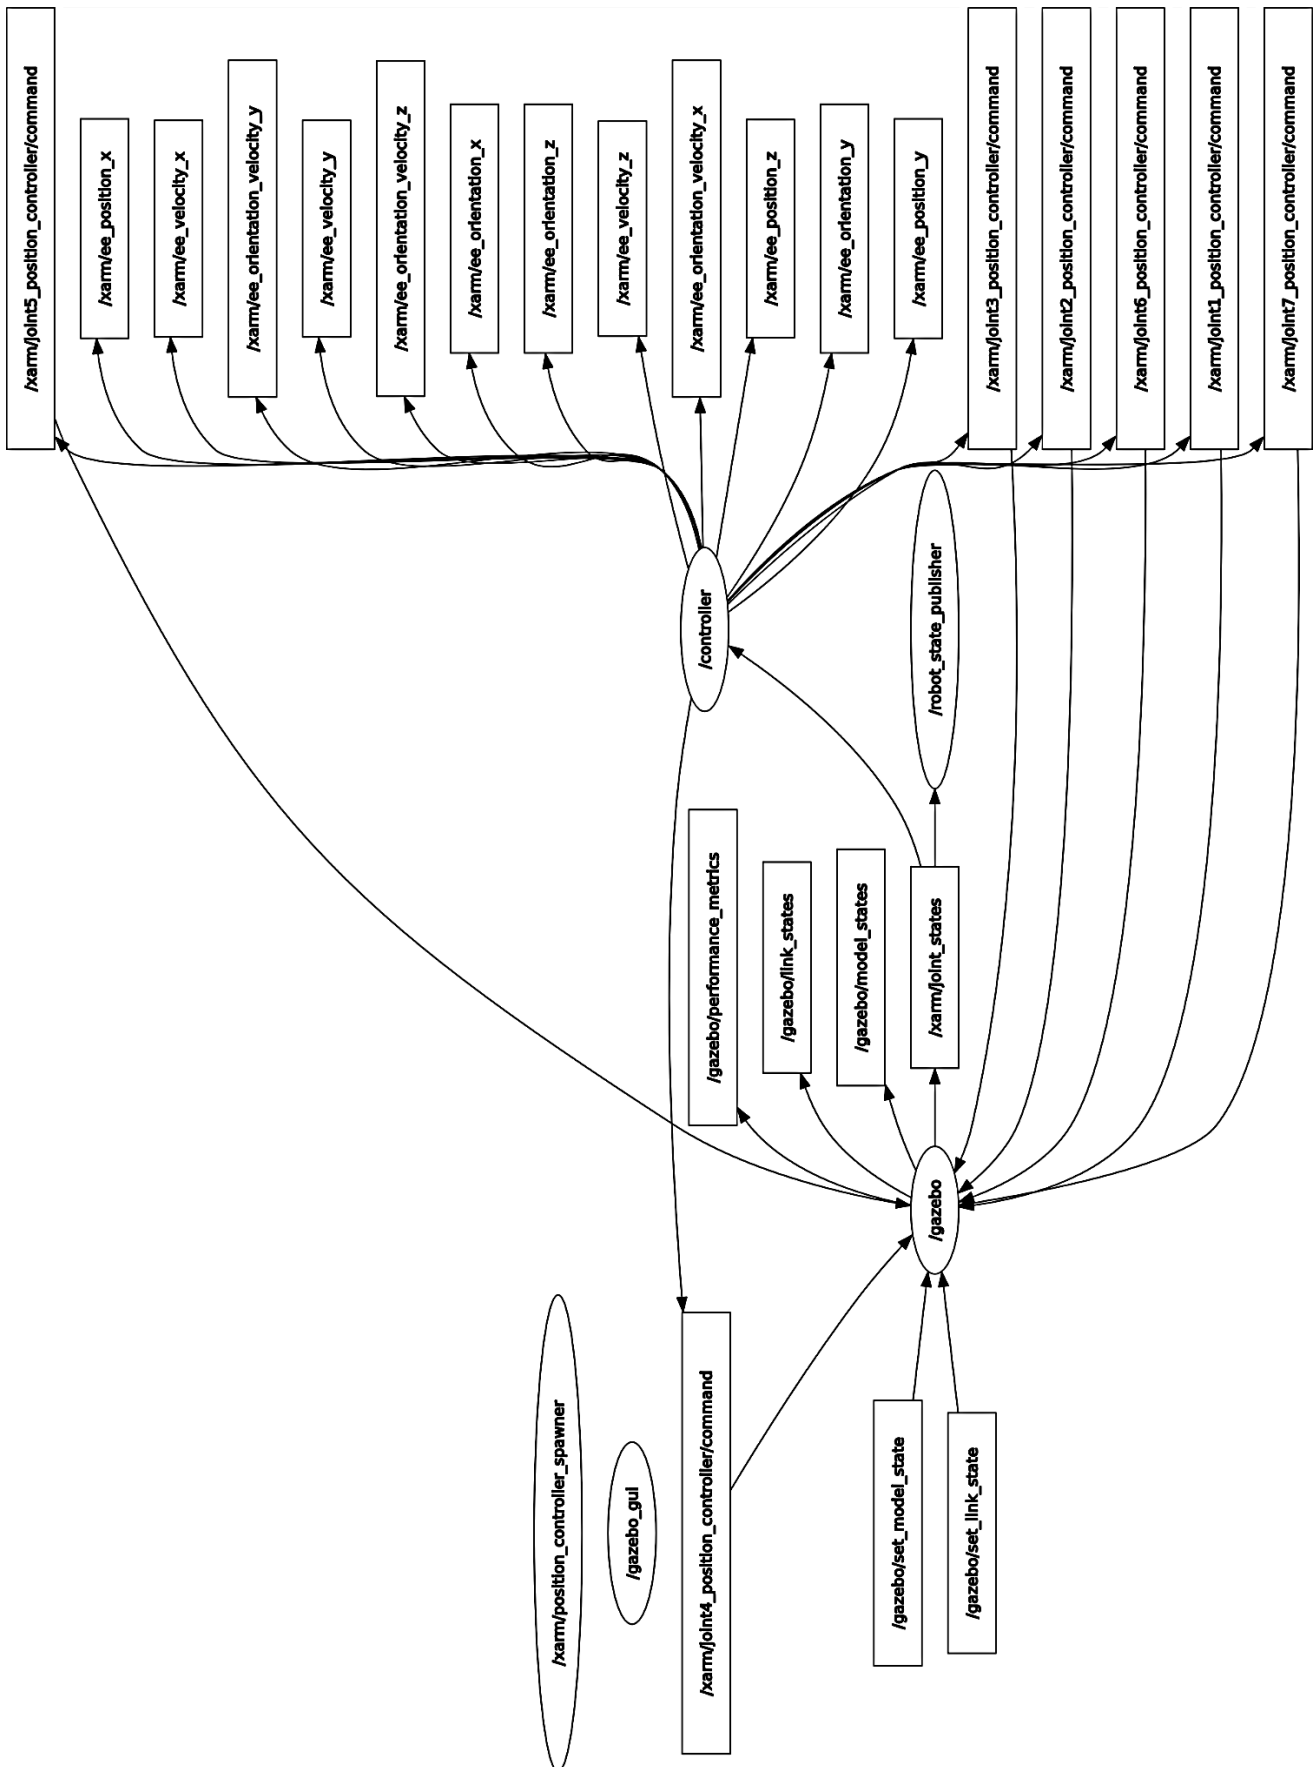 /xarm/joint5_position_controller/command
/xarm/ee_position_x
/xarm/ee_velocity_x
/xarm/ee_orientation_velocity_y
/xarm/ee_velocity_y
/xarm/ee_orientation_velocity_z
/xarm/ee_orientation_x
/xarm/ee_orientation_z
/xarm/ee_velocity_z
/xarm/ee_orientation_velocity_x
/xarm/ee_position_z
/xarm/ee_orientation_y
/xarm/ee_position_y
/xarm/joint3_position_controller/command
/xarm/joint2_position_controller/command
/xarm/joint6_position_controller/command
/xarm/joint1_position_controller/command
/xarm/joint7_position_controller/command
/controller
/robot_state_publisher
/gazebo/performance_metrics
/gazebo/link_states
/gazebo/model_states
/xarm/joint_states
/gazebo
/xarm/position_controller_spawner
/gazebo_gui
/xarm/joint4_position_controller/command
/gazebo/set_model_state
/gazebo/set_link_state